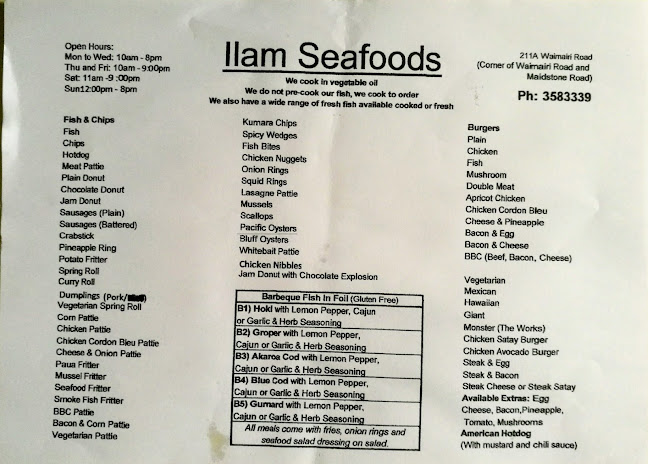 Open Hours:
Mon to Wed: 10am - 8pm
Thu and Fri: 10am - 9:00pm
Sat: 11am -9 :00pm
Sun12:00pm - 8pm
Ilam Seafoods
We cook in vegetable oil
We do not pre-cook our fish, we cook to order
We also have a wide range of fresh fish available cooked or fresh
211A Waimairi Road
(Corner of Waimairi Road and
Maidstone Road)
Ph: 3583339
Fish & Chips
Fish
Chips
Hotdog
Meat Pattie
Plain Donut
Chocolate Donut
Jam Donut
Sausages (Plain)
Sausages (Battered)
Crabstick
Pineapple Ring
Potato Fritter
Spring Roll
Curry Roll
Dumplings (Pork/
Vegetarian Spring Roll
Corn Pattie
Chicken Pattie
Chicken Cordon Bleu Pattie
Cheese & Onion Pattie
Paua Fritter
Mussel Fritter
Seafood Fritter
Smoke Fish Fritter
BBC Pattie
Bacon & Corn Pattie
Vegetarian Pattie
Kumara Chips
Spicy Wedges
Fish Bites
Chicken Nuggets
Onion Rings
Squid Rings
Lasagne Pattie
Mussels
Scallops
Pacific Oysters
Bluff Oysters
Whitebait Pattie
Chicken Nibbles
Jam Donut with Chocolate Explosion
Barbeque Fish In Foil (Gluten Free)
B1) Hoki with Lemon Pepper, Cajun
or Garlic & Herb Seasoning
B2) Groper with Lemon Pepper,
Cajun or Garlic & Herb Seasoning
B3) Akaroa Cod with Lemon Pepper,
Cajun or Garlic & Herb Seasoning
B4) Blue Cod with Lemon Pepper,
Cajun or Garlic & Herb Seasoning
B5) Gurnard with Lemon Pepper,
Cajun or Garlic & Herb Seasoning
All meals come with fries, onion rings and
seafood salad dressing on salad.
Burgers
Plain
Chicken
Fish
Mushroom
Double Meat
Apricot Chicken
Chicken Cordon Bleu
Cheese & Pineapple
Bacon & Egg
Bacon & Cheese
BBC (Beef, Bacon, Cheese)
Vegetarian
Mexican
Hawaiian
Giant
Monster (The Works)
Chicken Satay Burger
Chicken Avocado Burger
Steak & Egg
Steak & Bacon
Steak Cheese or Steak Satay
Available Extras: Egg
Cheese, Bacon,Pineapple,
Tomato, Mushrooms
American Hotdog
(With mustard and chili sauce)